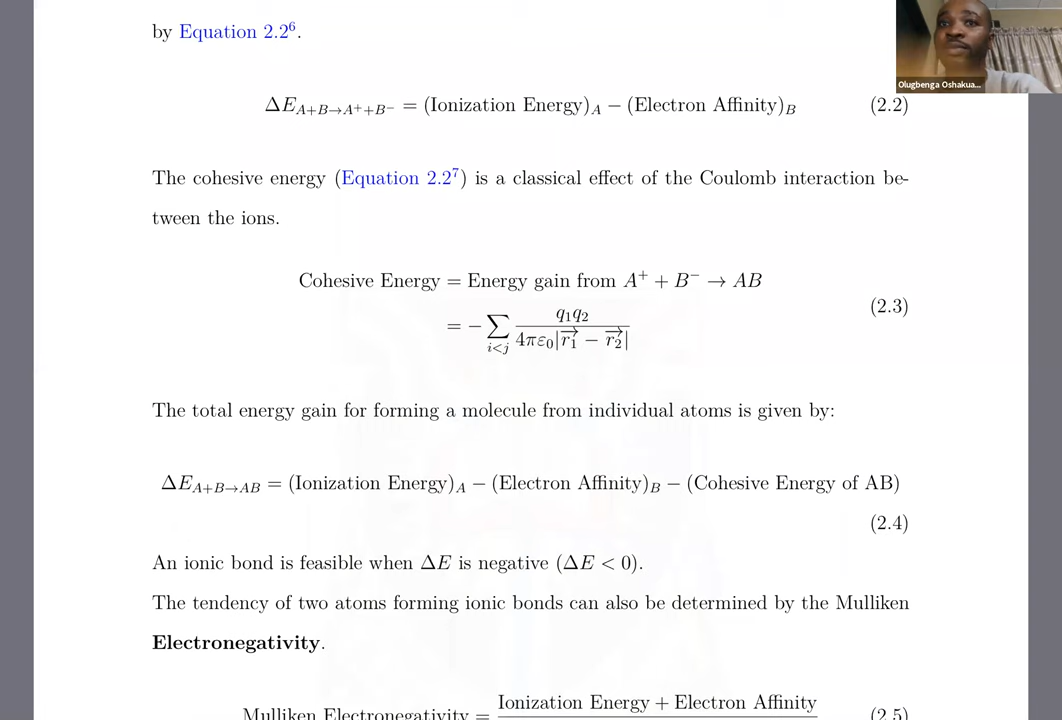 by Equation 2.2⁶.
Olugbenga Oshakua...
ΔE_{A+B→A⁺+B⁻} = (Ionization Energy)_A − (Electron Affinity)_B (2.2)
The cohesive energy (Equation 2.2⁷) is a classical effect of the Coulomb interaction be-
tween the ions.
Cohesive Energy = Energy gain from A⁺ + B⁻ → AB
= −∑_{i<j} q₁q₂ / 4πε₀|r₁⃗ − r₂⃗| (2.3)
The total energy gain for forming a molecule from individual atoms is given by:
ΔE_{A+B→AB} = (Ionization Energy)_A − (Electron Affinity)_B − (Cohesive Energy of AB)
(2.4)
An ionic bond is feasible when ΔE is negative (ΔE < 0).
The tendency of two atoms forming ionic bonds can also be determined by the Mulliken
Electronegativity.
Mulliken Electronegativity = Ionization Energy + Electron Affinity (2.5)